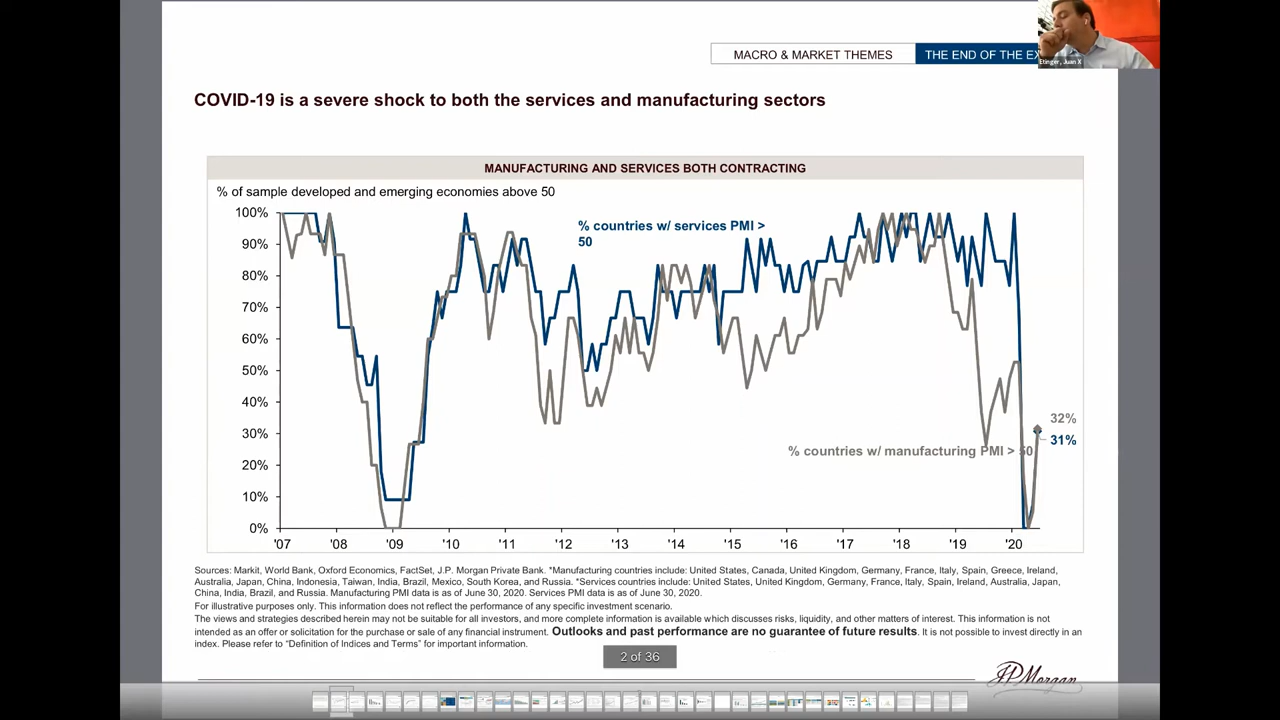 MACRO & MARKET THEMES
THE END OF THE EX
Etinger, Juan X
COVID-19 is a severe shock to both the services and manufacturing sectors
MANUFACTURING AND SERVICES BOTH CONTRACTING
% of sample developed and emerging economies above 50
100%
90%
80%
70%
60%
50%
40%
30%
20%
10%
0%
% countries w/ services PMI >
50
32%
31%
% countries w/ manufacturing PMI > 50
'07 '08 '09 '10 '11 '12 '13 '14 '15 '16 '17 '18 '19 '20
Sources: Markit, World Bank, Oxford Economics, FactSet, J.P. Morgan Private Bank. *Manufacturing countries include: United States, Canada, United Kingdom, Germany, France, Italy, Spain, Greece, Ireland,
Australia, Japan, China, Indonesia, Taiwan, India, Brazil, Mexico, South Korea, and Russia. *Services countries include: United States, United Kingdom, Germany, France, Italy, Spain, Ireland, Australia, Japan,
China, India, Brazil, and Russia. Manufacturing PMI data is as of June 30, 2020. Services PMI data is as of June 30, 2020.
For illustrative purposes only. This information does not reflect the performance of any specific investment scenario.
The views and strategies described herein may not be suitable for all investors, and more complete information is available which discusses risks, liquidity, and other matters of interest. This information is not
intended as an offer or solicitation for the purchase or sale of any financial instrument. Outlooks and past performance are no guarantee of future results. It is not possible to invest directly in an
index. Please refer to “Definition of Indices and Terms” for important information.
2 of 36
J.P.Morgan